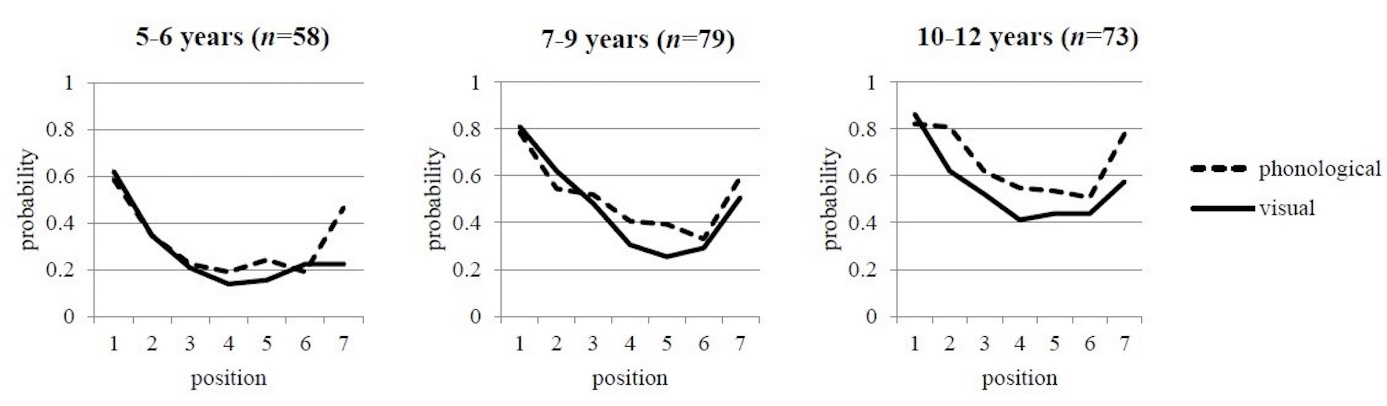 5-6 years (n=58)
1
0.8
0.6
0.4
0.2
0
probability
1 2 3 4 5 6 7
position
7-9 years (n=79)
1
0.8
0.6
0.4
0.2
0
probability
1 2 3 4 5 6 7
position
10-12 years (n=73)
1
0.8
0.6
0.4
0.2
0
probability
1 2 3 4 5 6 7
position
phonological
visual